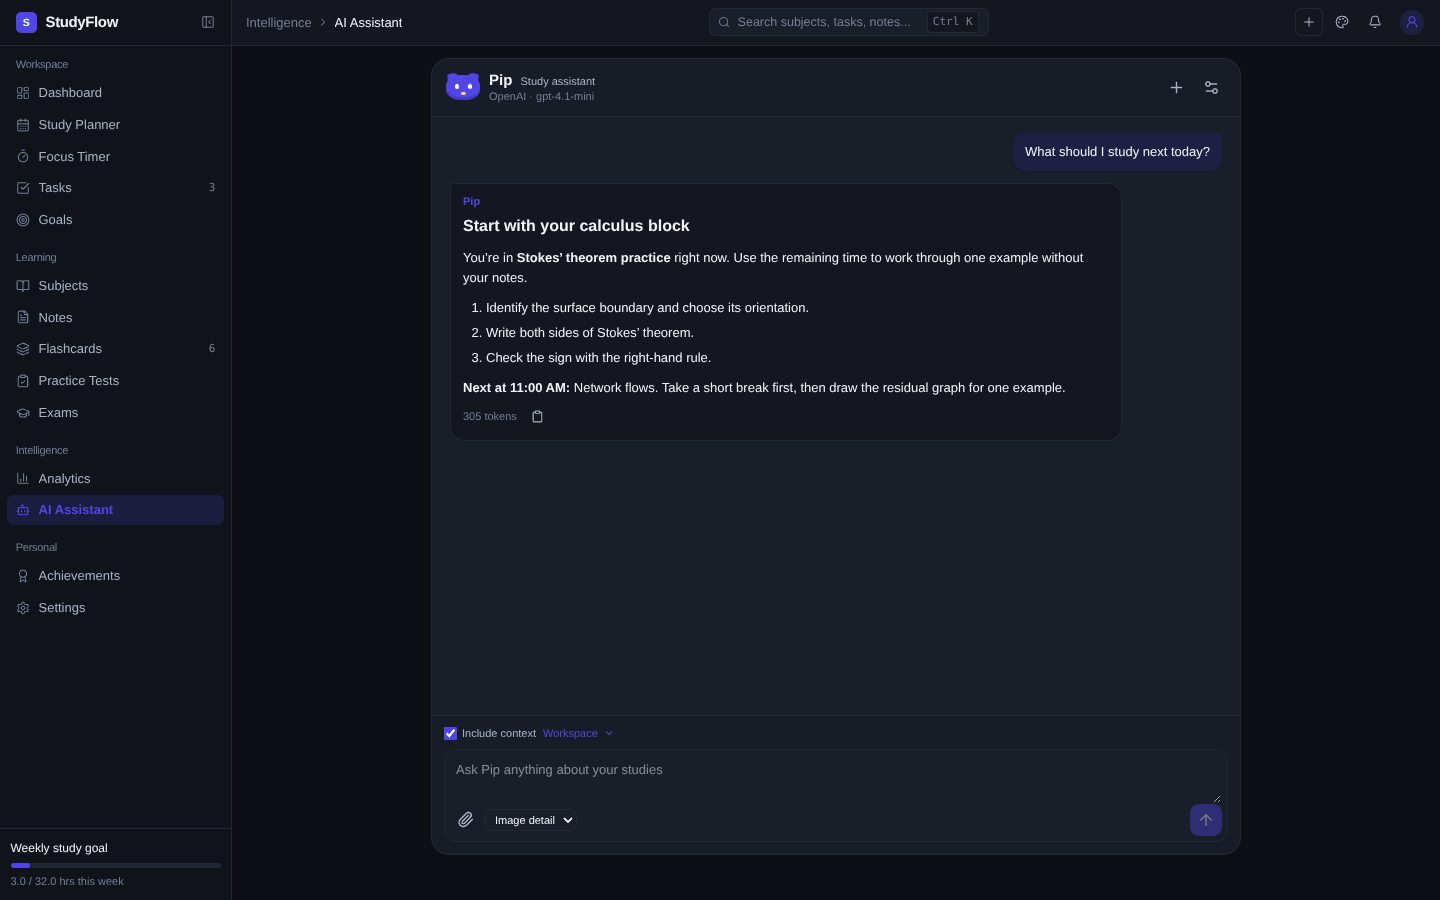 S StudyFlow
Intelligence > AI Assistant
Search subjects, tasks, notes... Ctrl K
Workspace
Dashboard
Study Planner
Focus Timer
Tasks 3
Goals
Learning
Subjects
Notes
Flashcards 6
Practice Tests
Exams
Intelligence
Analytics
AI Assistant
Personal
Achievements
Settings
Weekly study goal
3.0 / 32.0 hrs this week
Pip Study assistant
OpenAI · gpt-4.1-mini
What should I study next today?
Pip
Start with your calculus block
You’re in Stokes’ theorem practice right now. Use the remaining time to work through one example without
your notes.
1. Identify the surface boundary and choose its orientation.
2. Write both sides of Stokes’ theorem.
3. Check the sign with the right-hand rule.
Next at 11:00 AM: Network flows. Take a short break first, then draw the residual graph for one example.
305 tokens
Include context Workspace
Ask Pip anything about your studies
Image detail